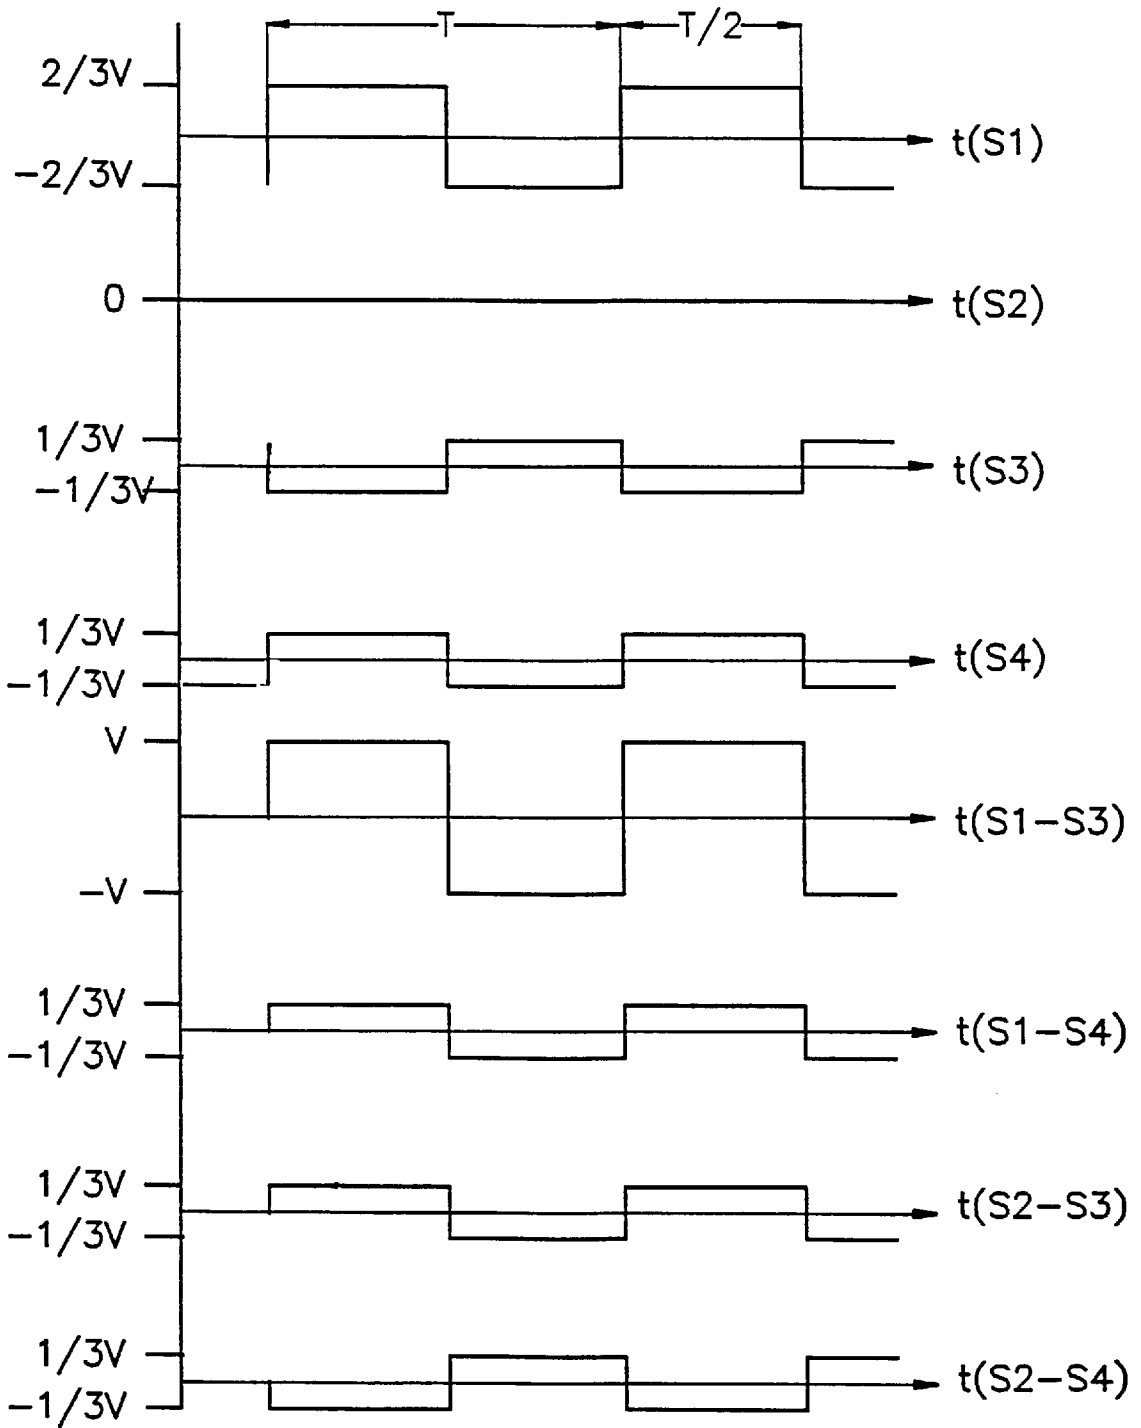 T T/2
2/3V
t(S1)
-2/3V
0
t(S2)
1/3V
t(S3)
-1/3V
1/3V
t(S4)
-1/3V
V
t(S1-S3)
-V
1/3V
t(S1-S4)
-1/3V
1/3V
t(S2-S3)
-1/3V
1/3V
t(S2-S4)
-1/3V